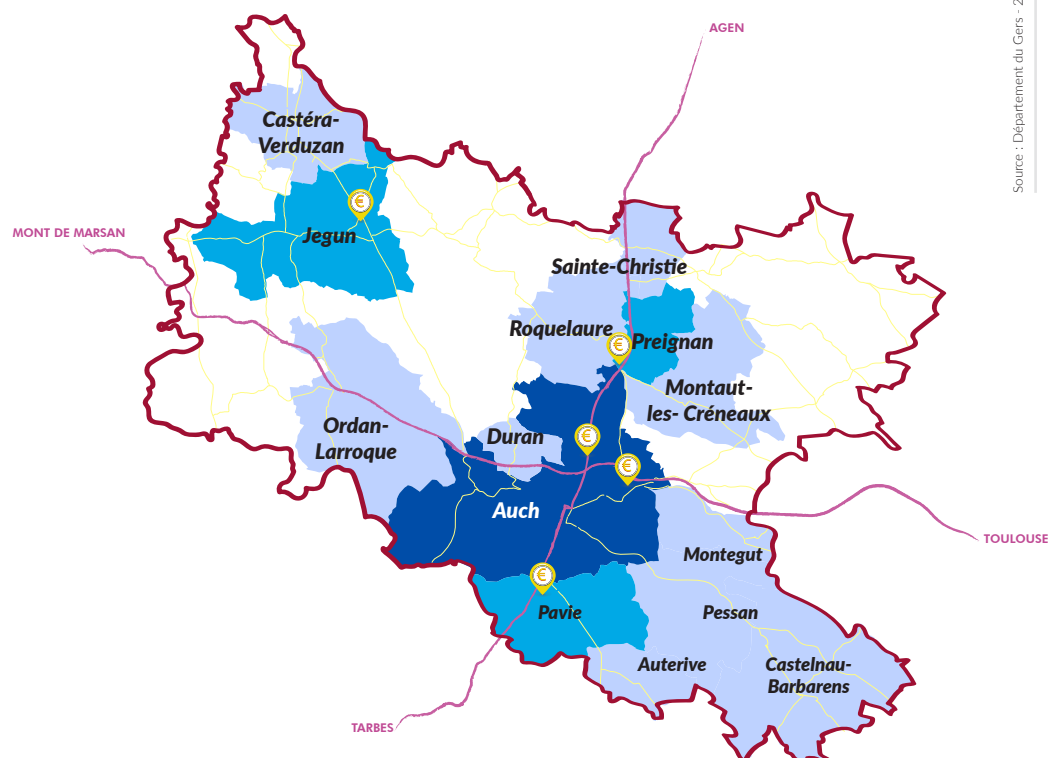 AGEN
Source : Département du Gers - 2
Castéra-
Verduzan
MONT DE MARSAN
Jegun
Sainte-Christie
Roquelaure
Preignan
Montaut-
les- Créneaux
Ordan-
Larroque
Duran
Auch
TOULOUSE
Montegut
Pavie
Pessan
Auterive
Castelnau-
Barbarens
TARBES
€
€
€
€
€